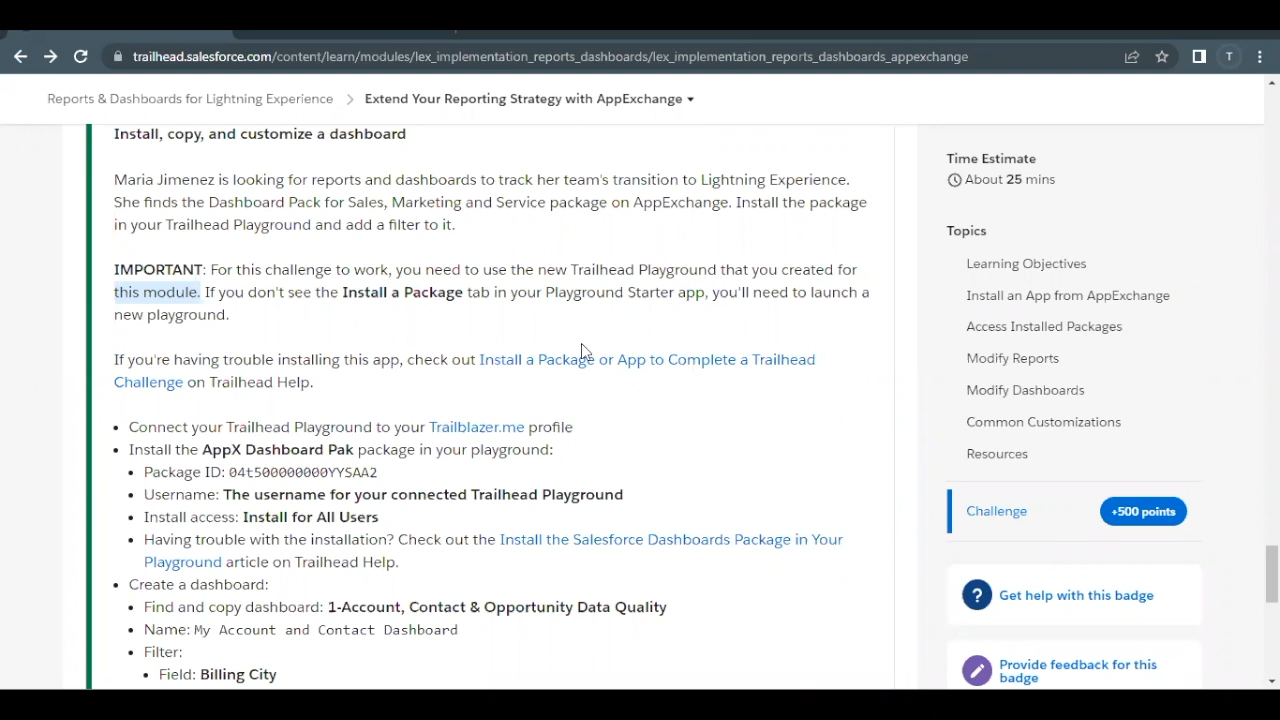 trailhead.salesforce.com/content/learn/modules/lex_implementation_reports_dashboards/lex_implementation_reports_dashboards_appexchange
T
Reports & Dashboards for Lightning Experience
Extend Your Reporting Strategy with AppExchange
Install, copy, and customize a dashboard
Maria Jimenez is looking for reports and dashboards to track her team's transition to Lightning Experience.
She finds the Dashboard Pack for Sales, Marketing and Service package on AppExchange. Install the package
in your Trailhead Playground and add a filter to it.
IMPORTANT: For this challenge to work, you need to use the new Trailhead Playground that you created for
this module. If you don't see the Install a Package tab in your Playground Starter app, you'll need to launch a
new playground.
If you're having trouble installing this app, check out Install a Package or App to Complete a Trailhead
Challenge on Trailhead Help.
• Connect your Trailhead Playground to your Trailblazer.me profile
• Install the AppX Dashboard Pak package in your playground:
• Package ID: 04t500000000YYSAA2
• Username: The username for your connected Trailhead Playground
• Install access: Install for All Users
• Having trouble with the installation? Check out the Install the Salesforce Dashboards Package in Your
Playground article on Trailhead Help.
• Create a dashboard:
• Find and copy dashboard: 1-Account, Contact & Opportunity Data Quality
• Name: My Account and Contact Dashboard
• Filter:
• Field: Billing City
Time Estimate
About 25 mins
Topics
Learning Objectives
Install an App from AppExchange
Access Installed Packages
Modify Reports
Modify Dashboards
Common Customizations
Resources
Challenge
+500 points
? Get help with this badge
Provide feedback for this
badge